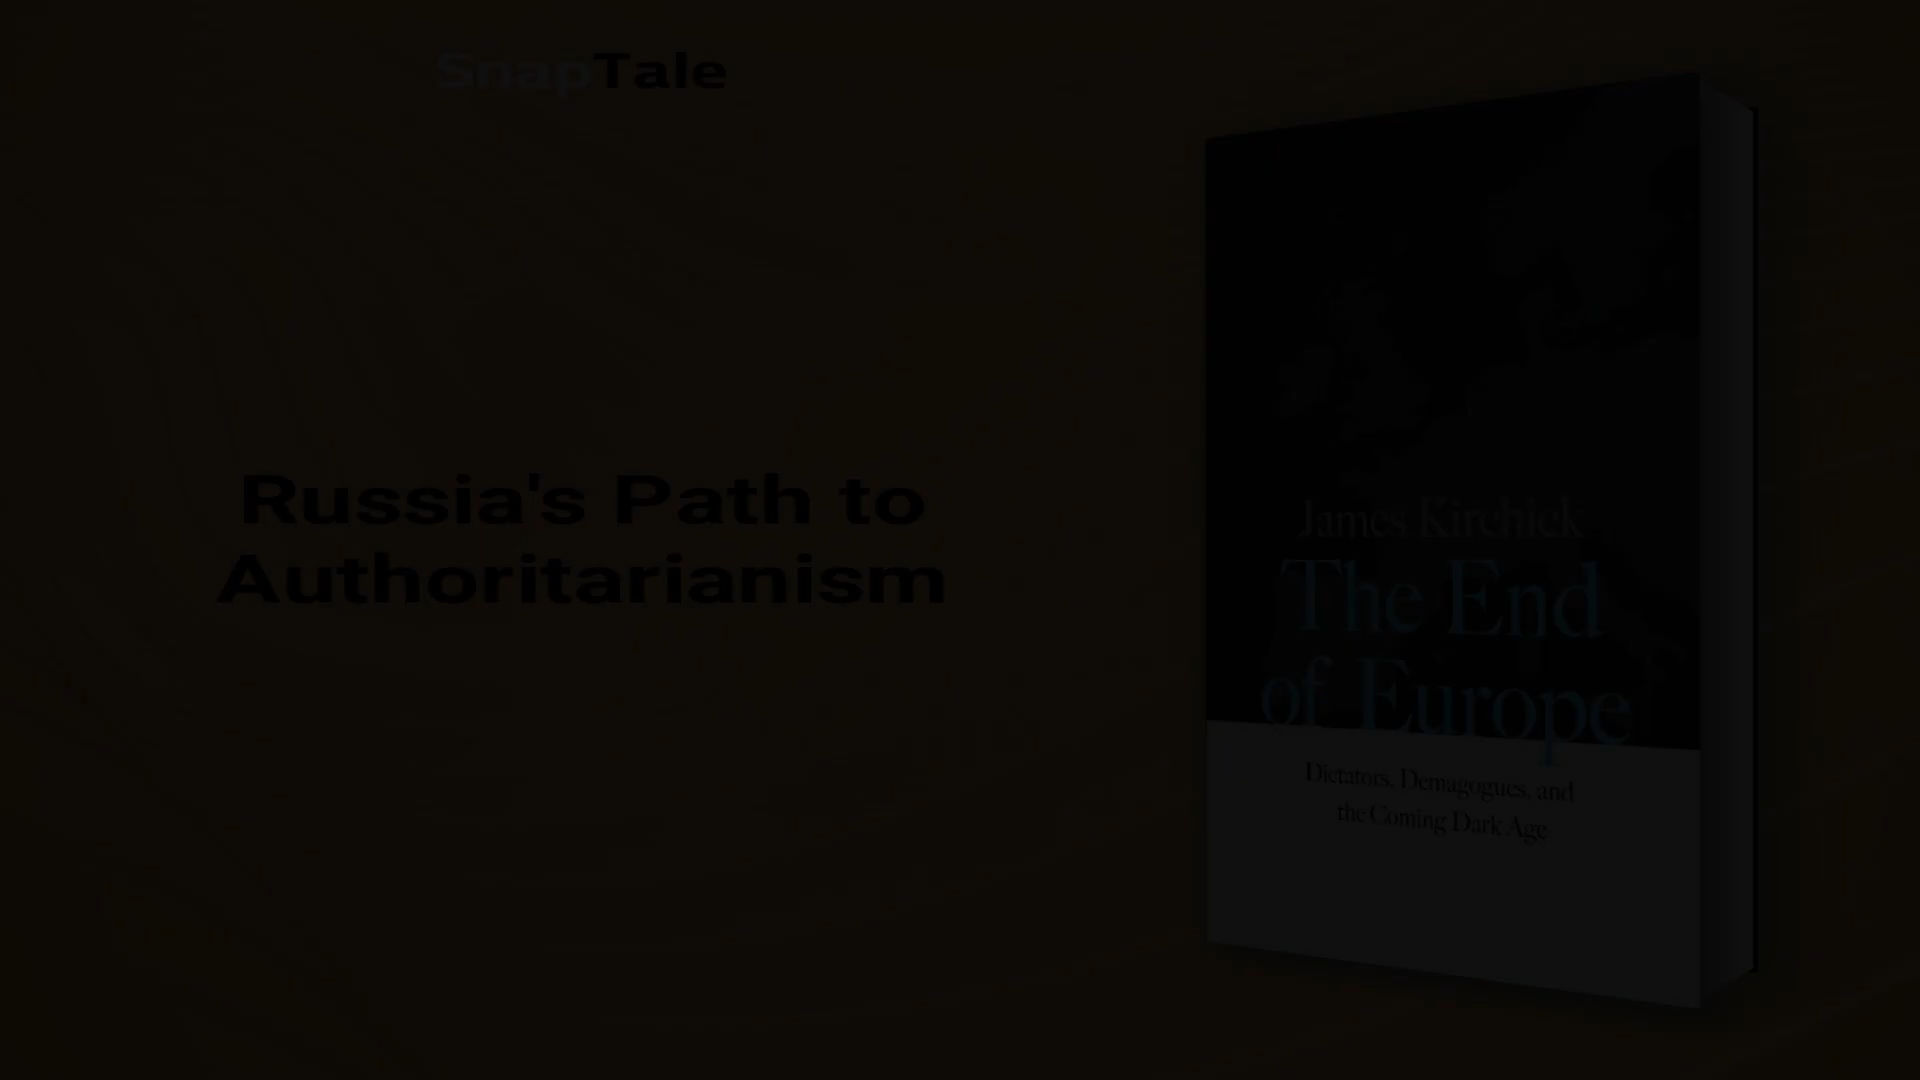 SnapTale
Russia's Path to
Authoritarianism
James Kirchick
The End
of Europe
Dictators, Demagogues, and
the Coming Dark Age